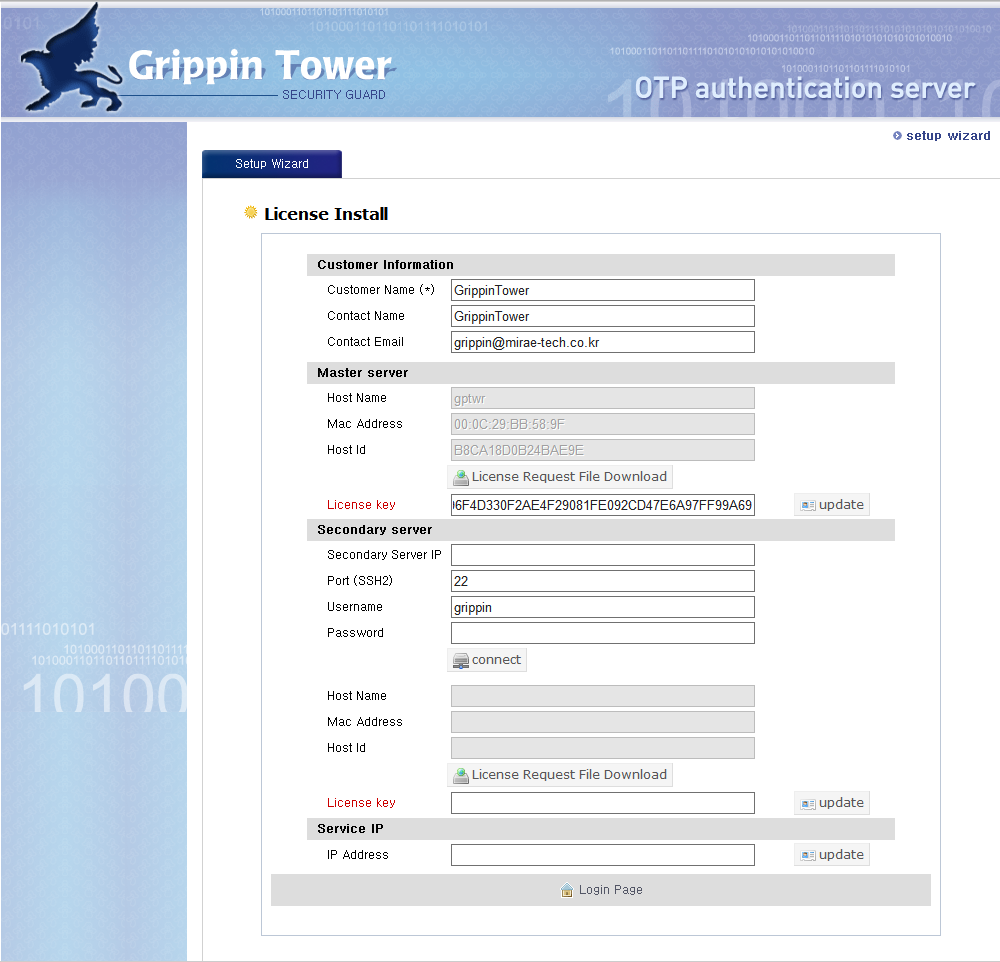 Grippin Tower
SECURITY GUARD
OTP authentication server
setup wizard
Setup Wizard
License Install
Customer Information
Customer Name (*) GrippinTower
Contact Name GrippinTower
Contact Email grippin@mirae-tech.co.kr
Master server
Host Name gptwr
Mac Address 00:0C:29:BB:58:9F
Host Id B8CA18D0B24BAE9E
License Request File Download
License key 6F4D330F2AE4F29081FE092CD47E6A97FF99A69 update
Secondary server
Secondary Server IP
Port (SSH2) 22
Username grippin
Password
connect
Host Name
Mac Address
Host Id
License Request File Download
License key update
Service IP
IP Address update
Login Page
01111010101
10100